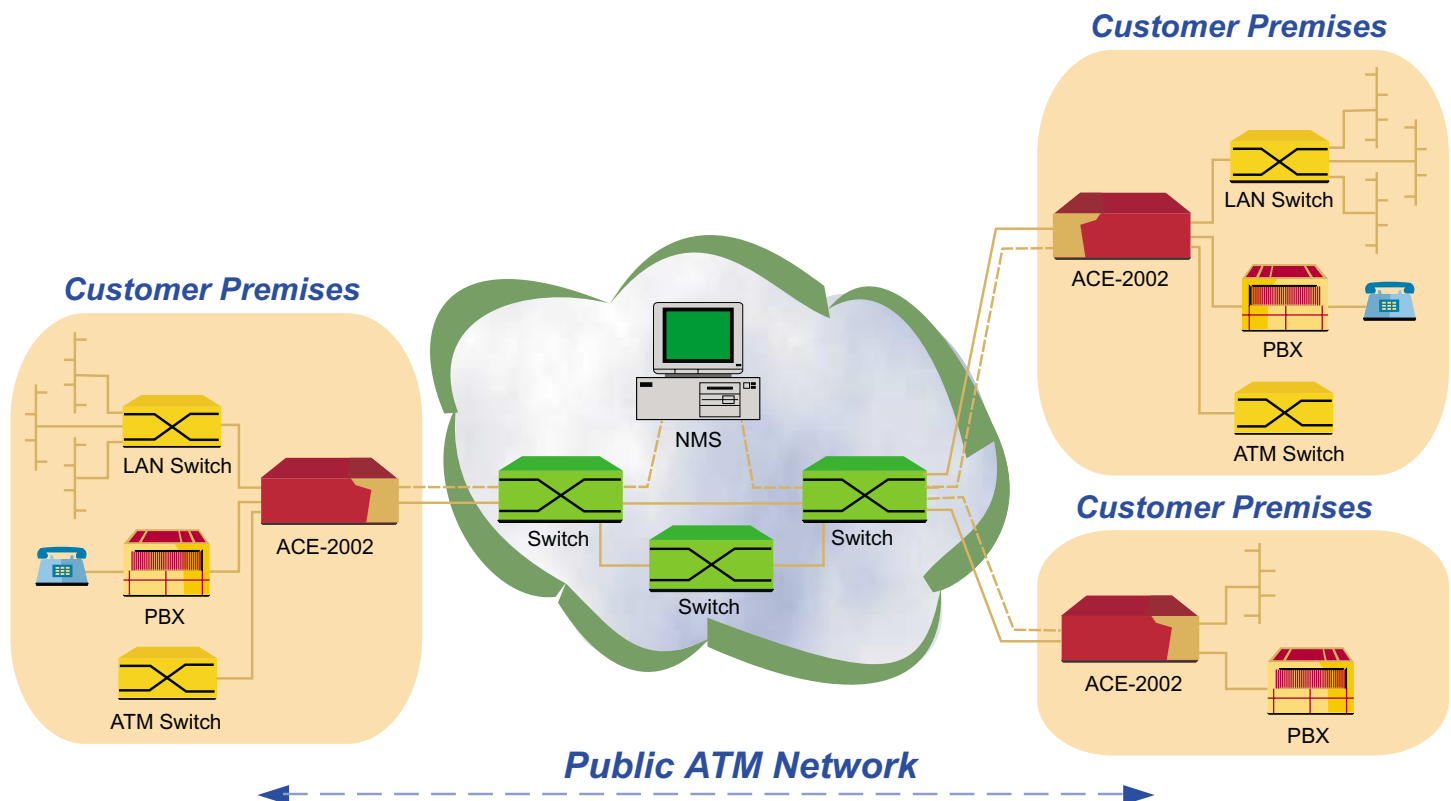 Customer Premises
LAN Switch
ACE-2002
PBX
ATM Switch
Customer Premises
LAN Switch
ACE-2002
PBX
ATM Switch
NMS
Switch
Switch
Switch
Customer Premises
ACE-2002
PBX
Public ATM Network